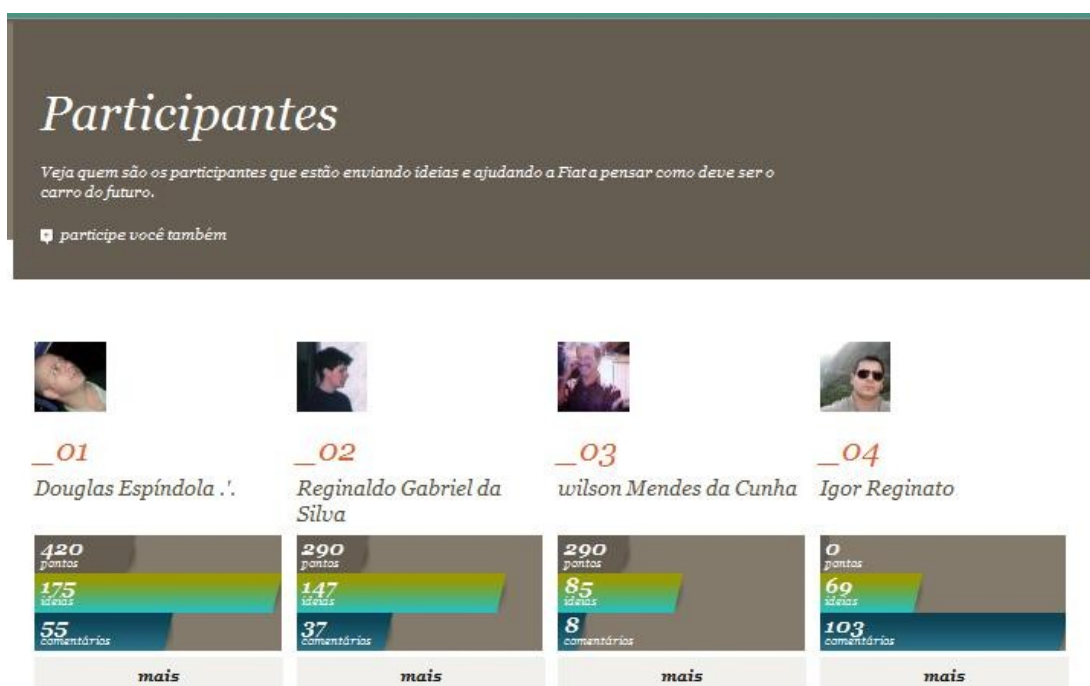 Participantes
Veja quem são os participantes que estão enviando ideias e ajudando a Fiat a pensar como deve ser o
carro do futuro.
participe você também
_01
Douglas Espíndola .'.
420
pontos
175
ideias
55
comentários
mais
_02
Reginaldo Gabriel da
Silva
290
pontos
147
ideias
37
comentários
mais
_03
wilson Mendes da Cunha
290
pontos
85
ideias
8
comentários
mais
_04
Igor Reginato
0
pontos
69
ideias
103
comentários
mais